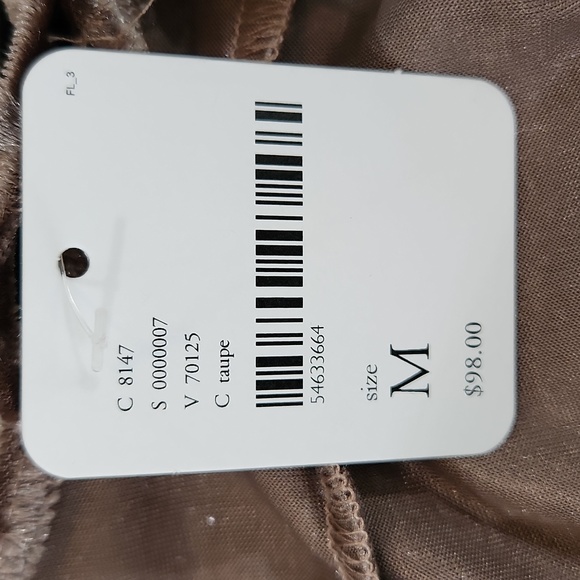 FL_3
C 8147
S 0000007
V 70125
C taupe
54633664
size
M
$98.00